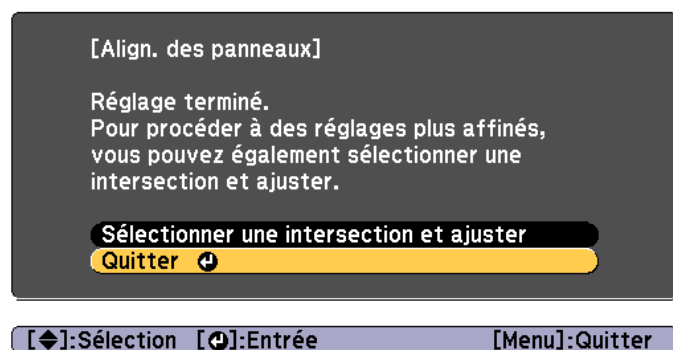 [Align. des panneaux]
Réglage terminé.
Pour procéder à des réglages plus affinés,
vous pouvez également sélectionner une
intersection et ajuster.
Sélectionner une intersection et ajuster
Quitter
[◆]:Sélection [↵]:Entrée [Menu]:Quitter